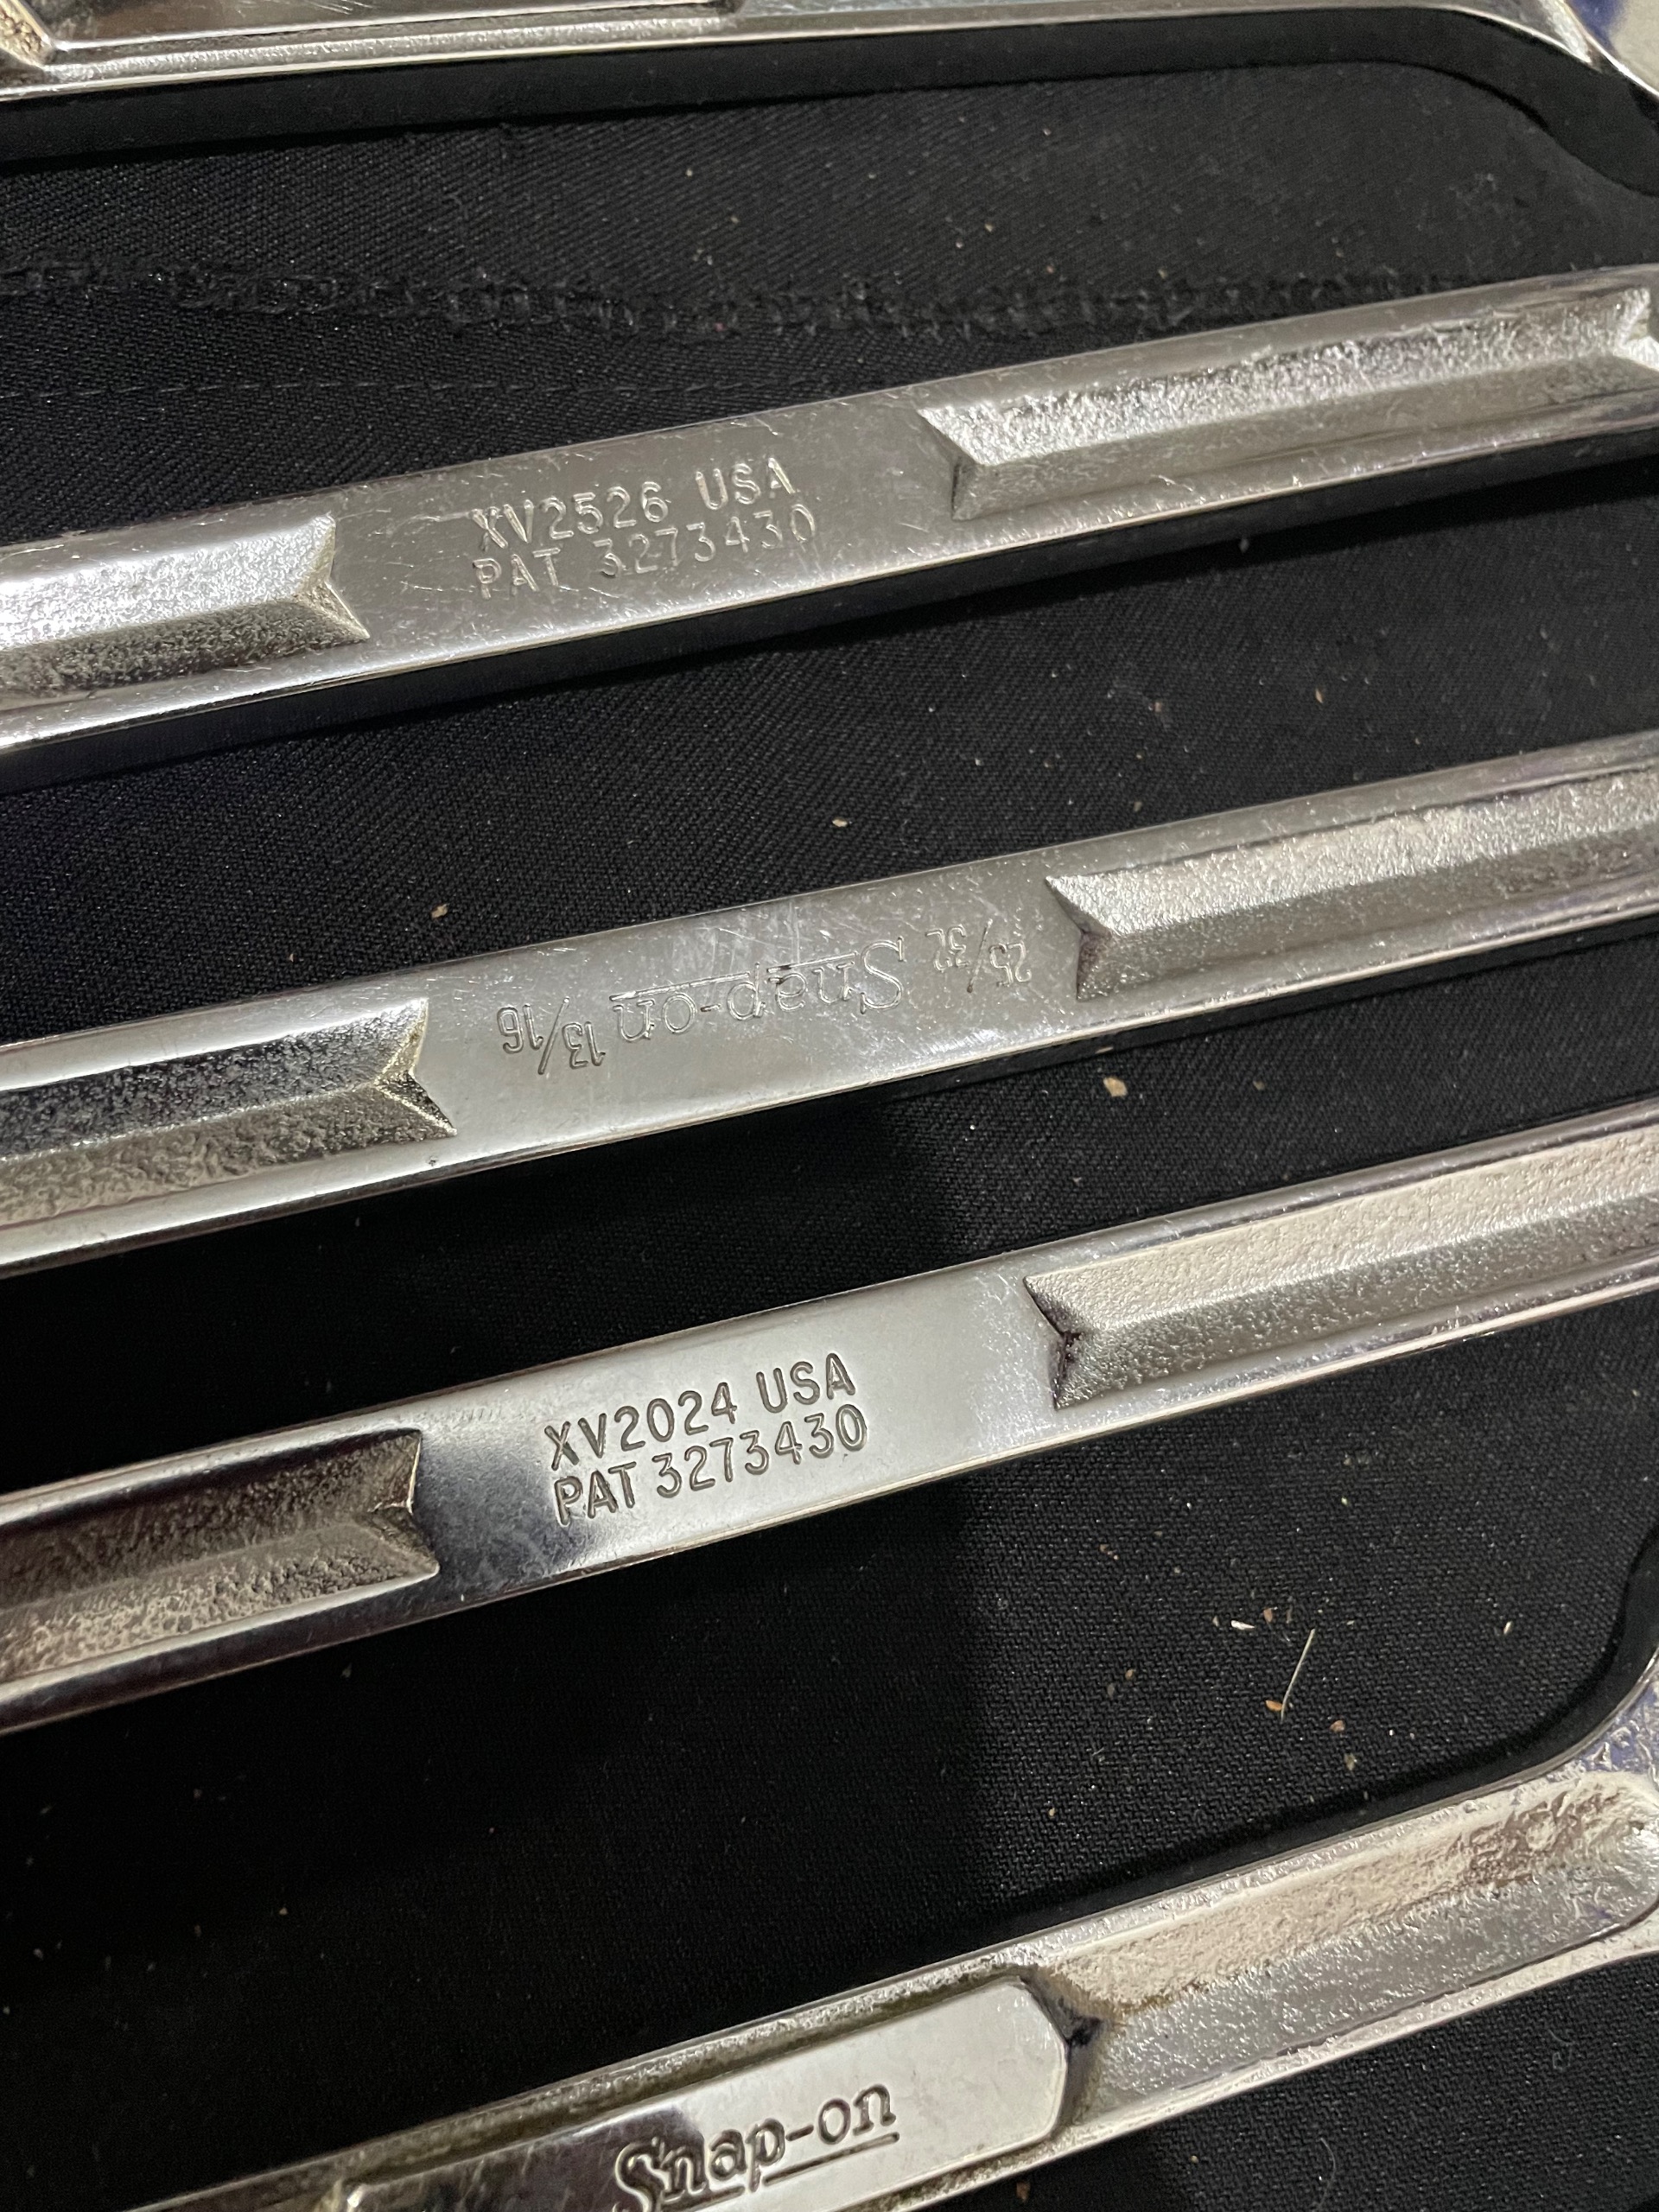 XV2526 USA
PAT 3273430
25/32 Snap-on 13/16
XV2024 USA
PAT 3273430
Snap-on